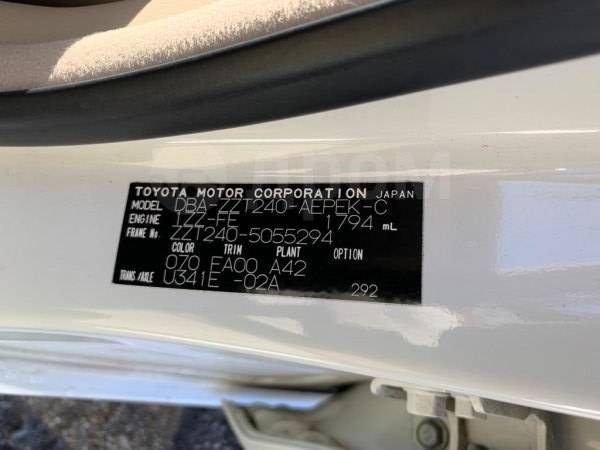 TOYOTA MOTOR CORPORATION JAPAN
MODEL DBA-ZZT240-AEPEK-C
ENGINE 1ZZ-FE 1794 mL
FRAME No. ZZT240-5055294
COLOR TRIM PLANT OPTION
070 FA00 A42
TRANS/AXLE U341E -02A
292